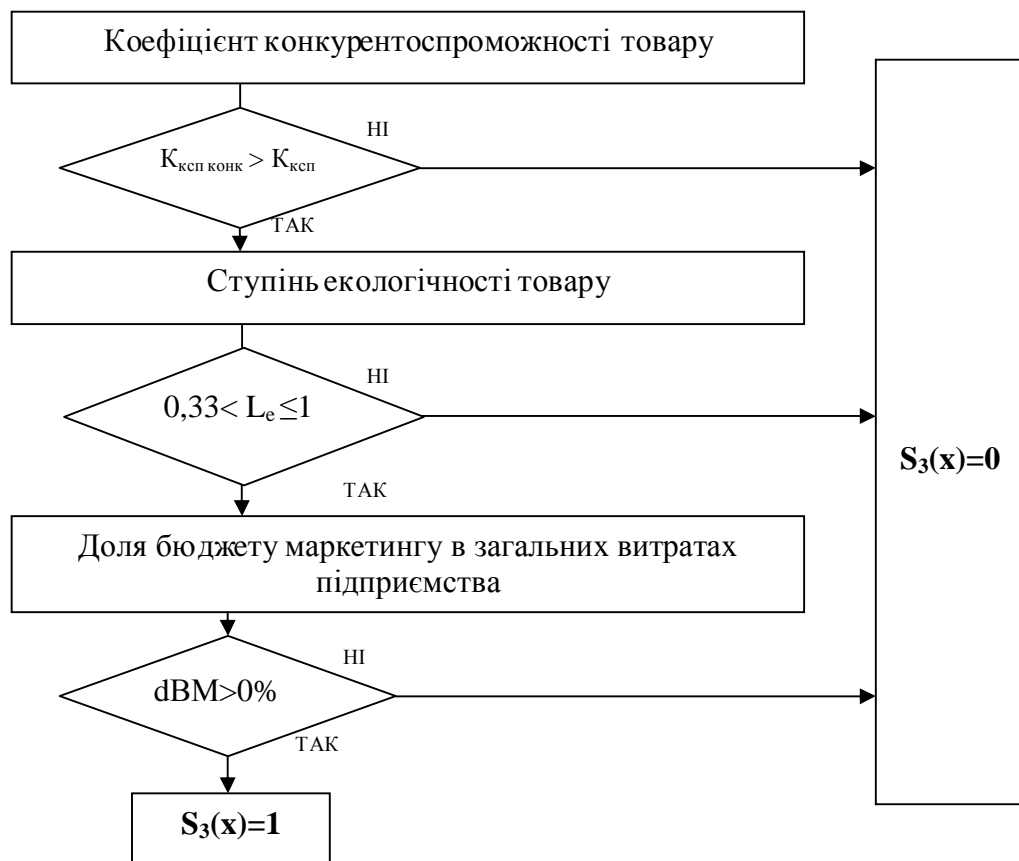 Коефіцієнт конкурентоспроможності товару
НІ
Кксп конк > Кксп
ТАК
Ступінь екологічності товару
НІ
0,33< Le ≤1
S3(x)=0
ТАК
Доля бюджету маркетингу в загальних витратах
підприємства
НІ
dBM>0%
ТАК
S3(x)=1